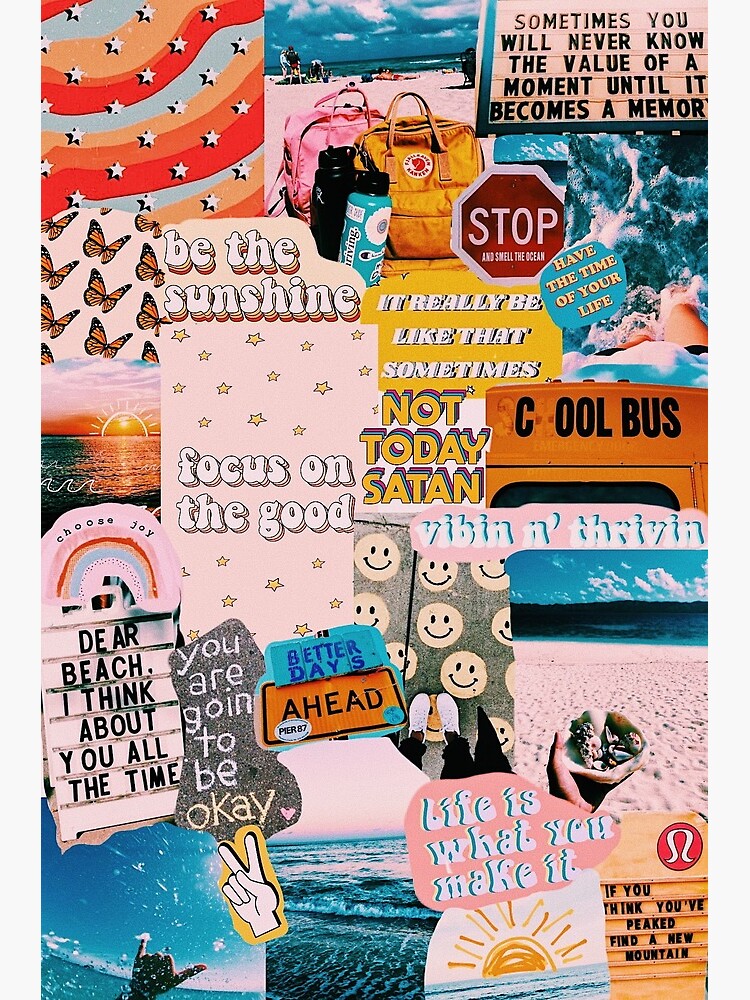 SOMETIMES YOU
WILL NEVER KNOW
THE VALUE OF A
MOMENT UNTIL IT
BECOMES A MEMORY
STOP
AND SMELL THE OCEAN
HAVE
THE TIME
OF YOUR
LIFE
be the
sunshine
IT REALLY BE
LIKE THAT
SOMETIMES
NOT
TODAY
SATAN
C OOL BUS
focus on
the good
vibin n' thrivin
choose joy
DEAR
BEACH,
I THINK
ABOUT
YOU ALL
THE TIME
you
are
goin
to
be
okay
BETTER
DAYS
AHEAD
PIER 87
life is
what you
make it
IF YOU
THINK YOU'VE
PEAKED
FIND A NEW
MOUNTAIN